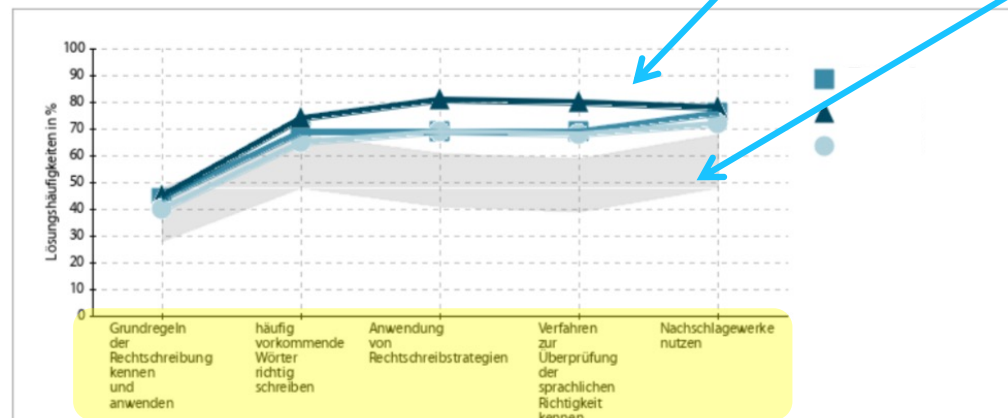 Lösungshäufigkeiten in %
100
90
80
70
60
50
40
30
20
10
0
Grundregeln
der
Rechtschreibung
kennen
und
anwenden
häufig
vorkommende
Wörter
richtig
schreiben
Anwendung
von
Rechtschreibstrategien
Verfahren
zur
Überprüfung
der
sprachlichen
Richtigkeit
kennen
Nachschlagewerke
nutzen